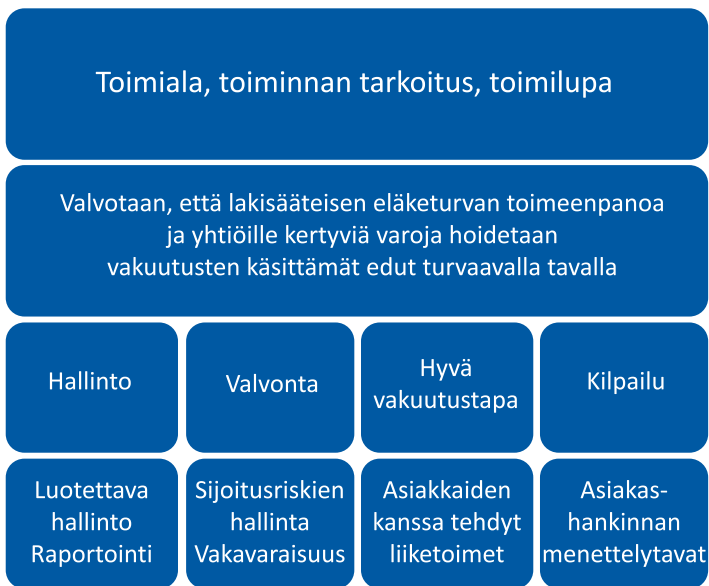 Toimiala, toiminnan tarkoitus, toimilupa
Valvotaan, että lakisääteisen eläketurvan toimeenpanoa
ja yhtiöille kertyviä varoja hoidetaan
vakuutusten käsittämät edut turvaavalla tavalla
Hallinto
Valvonta
Hyvä
vakuutustapa
Kilpailu
Luotettava
hallinto
Raportointi
Sijoitusriskien
hallinta
Vakavaraisuus
Asiakkaiden
kanssa tehdyt
liiketoimet
Asiakas-
hankinnan
menettelytavat